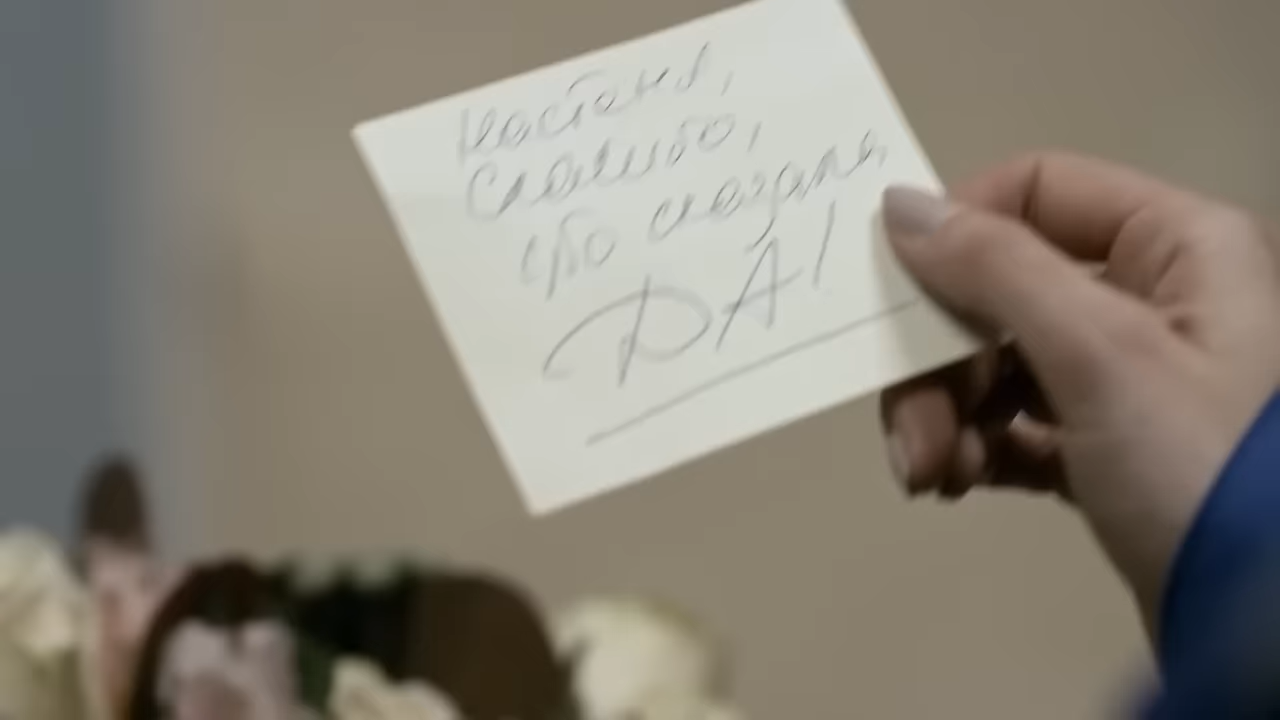 Настена,
спасибо,
что сказала
ДА!